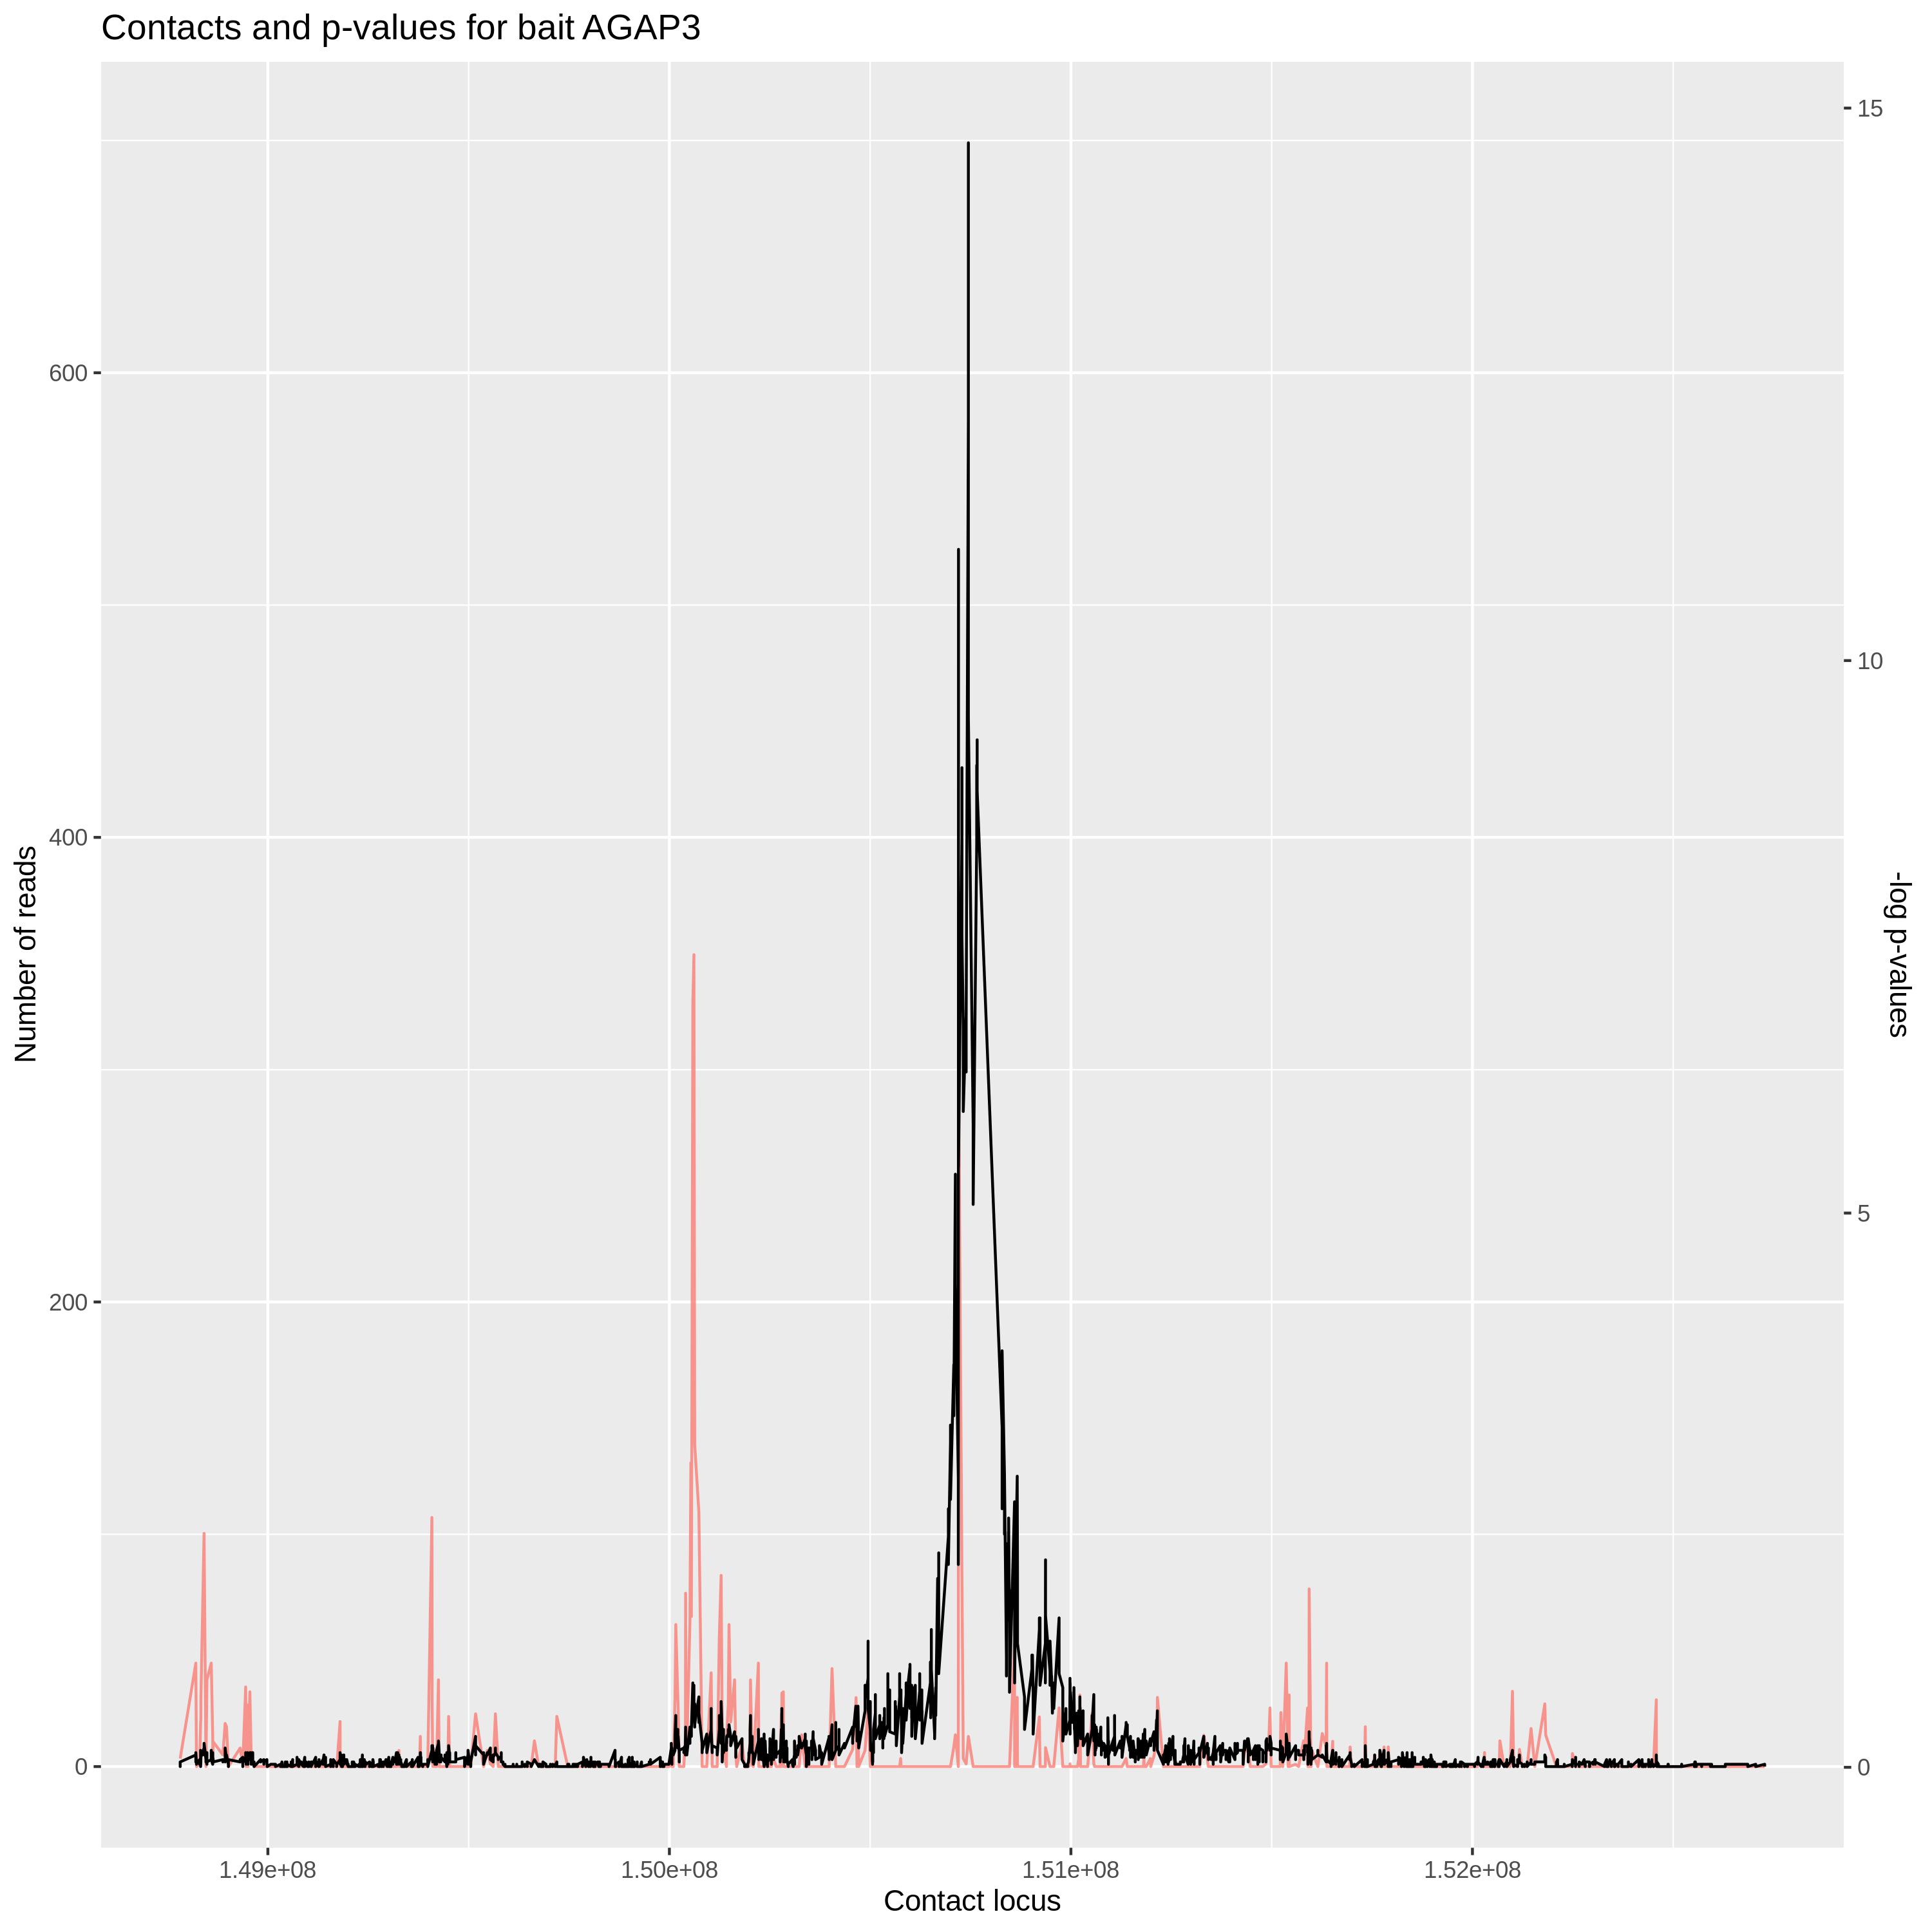 Contacts and p-values for bait AGAP3
15
600
10
400
Number of reads
-log p-values
5
200
0
0
1.49e+08
1.50e+08
1.51e+08
1.52e+08
Contact locus